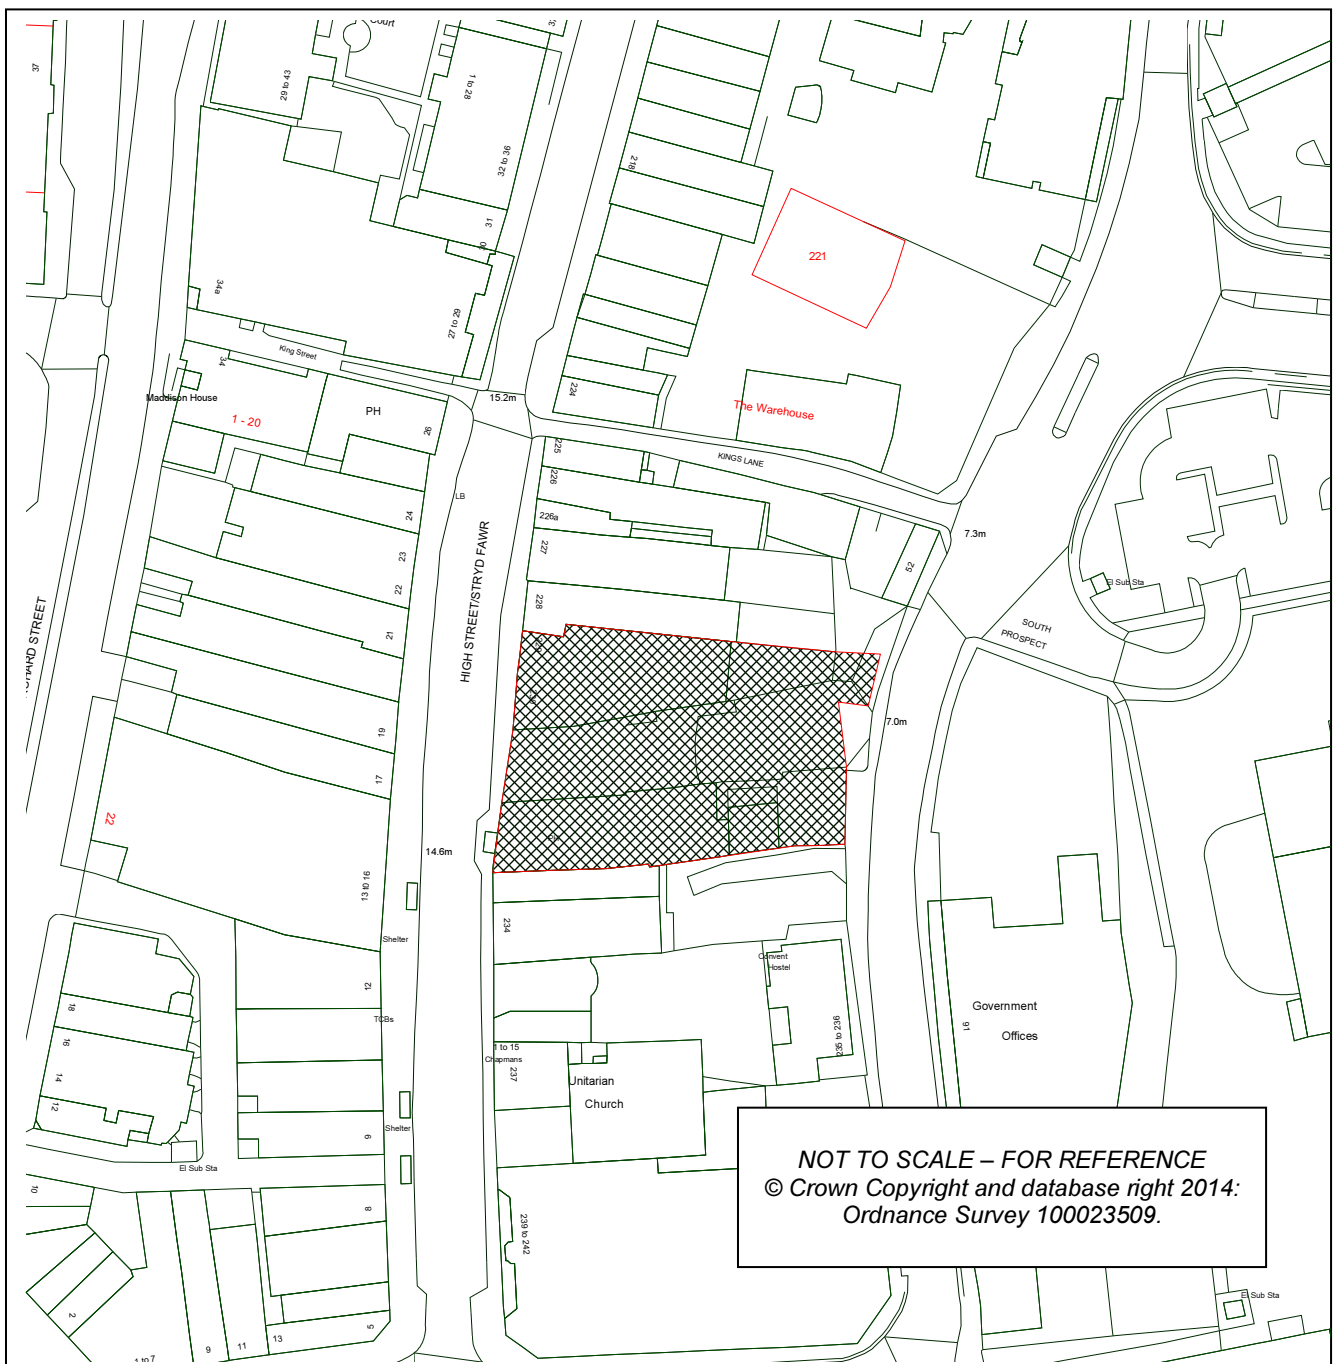 Court
37
29 to 43
1 to 28
32 to 36
31
30
37
218
221
34a
27 to 29
King Street
34
Maddison House
1 - 20
PH
26
15.2m
224
The Warehouse
KINGS LANE
225
226
226a
227
228
LB
24
23
22
21
19
17
HIGH STREET/STRYD FAWR
52
7.3m
El Sub Sta
SOUTH
PROSPECT
7.0m
22
14.6m
13 to 16
Shelter
234
12
TCBs
Convent
Hostel
235 to 236
Government
Offices
91
18
16
14
12
1 to 15
Chapmans
237
Unitarian
Church
9
Shelter
El Sub Sta
10
8
239 to 242
2
1 to 7
9
11
13
5
El Sub Sta
NOT TO SCALE – FOR REFERENCE
© Crown Copyright and database right 2014:
Ordnance Survey 100023509.